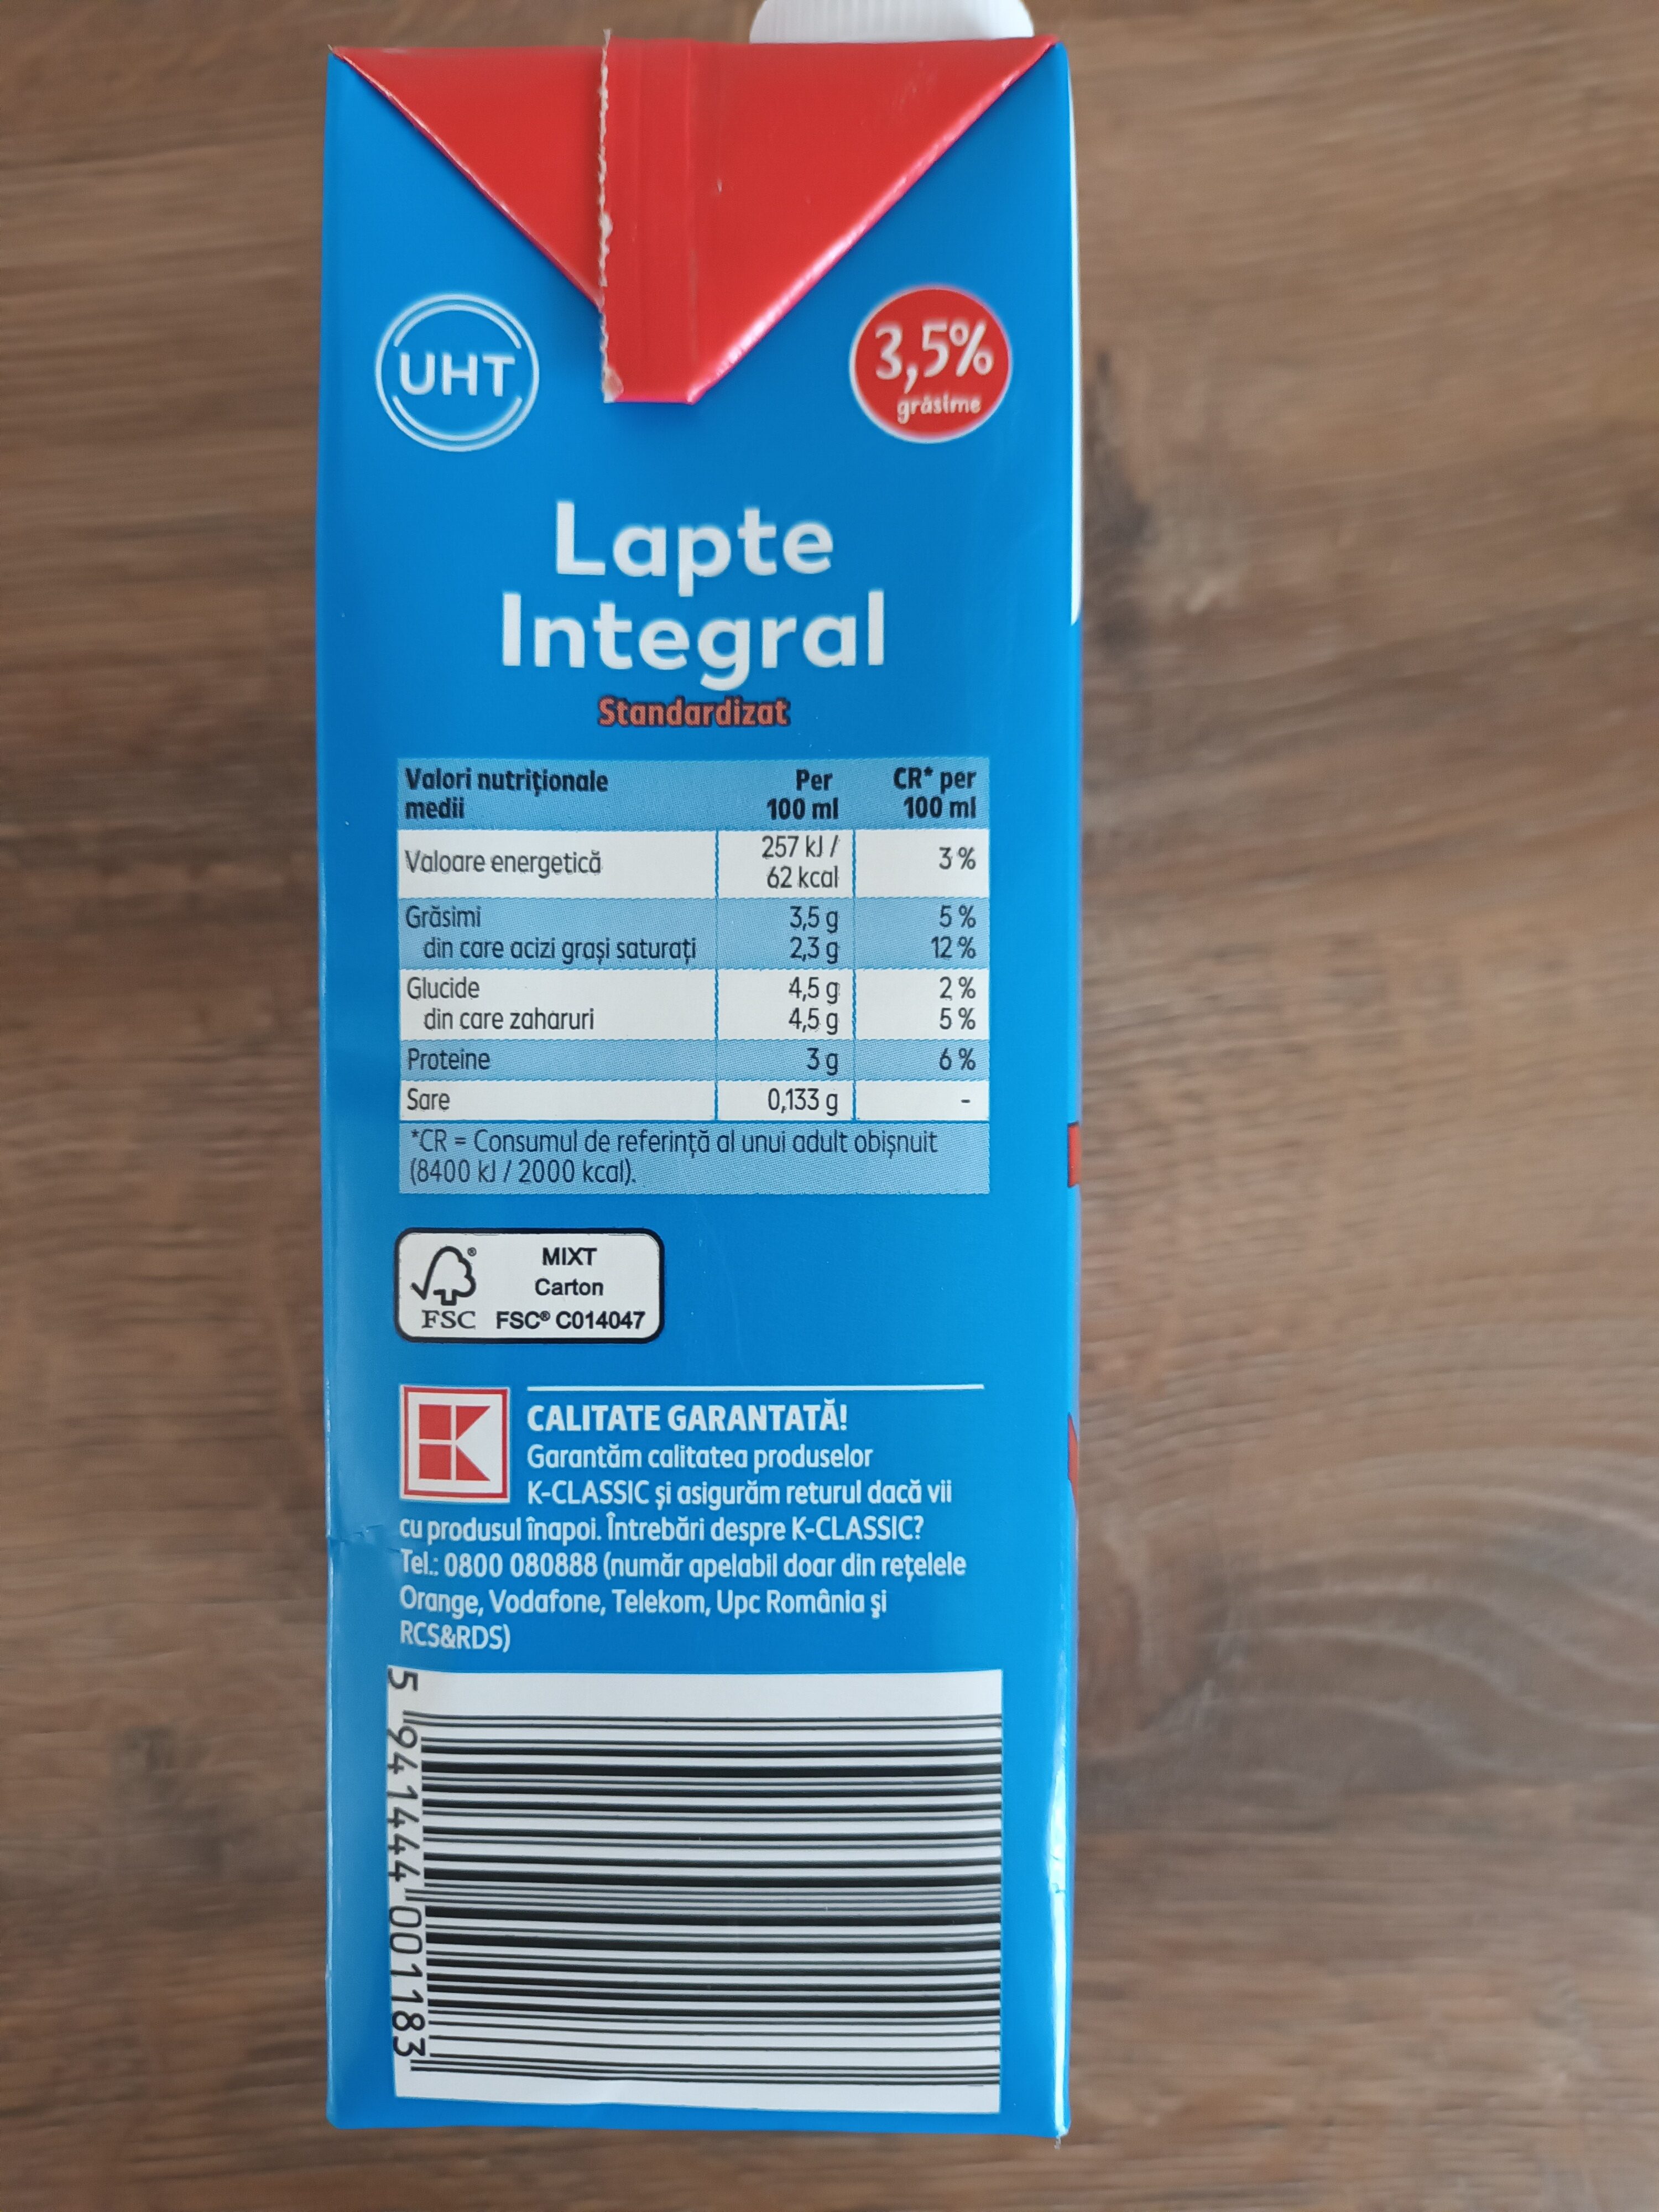 UHT
3,5%
grăsime
Lapte
Integral
Standardizat
Valori nutriționale medii Per 100 ml CR* per 100 ml
Valoare energetică 257 kJ / 62 kcal 3 %
Grăsimi 3,5 g 5 %
din care acizi grași saturați 2,3 g 12 %
Glucide 4,5 g 2 %
din care zaharuri 4,5 g 5 %
Proteine 3 g 6 %
Sare 0,133 g -
*CR = Consumul de referință al unui adult obișnuit
(8400 kJ / 2000 kcal).
MIXT
Carton
FSC FSC® C014047
K
CALITATE GARANTATĂ!
Garantăm calitatea produselor
K-CLASSIC și asigurăm returul dacă vii
cu produsul înapoi. Întrebări despre K-CLASSIC?
Tel.: 0800 080888 (număr apelabil doar din rețelele
Orange, Vodafone, Telekom, Upc România și
RCS&RDS)
5 941444 001183